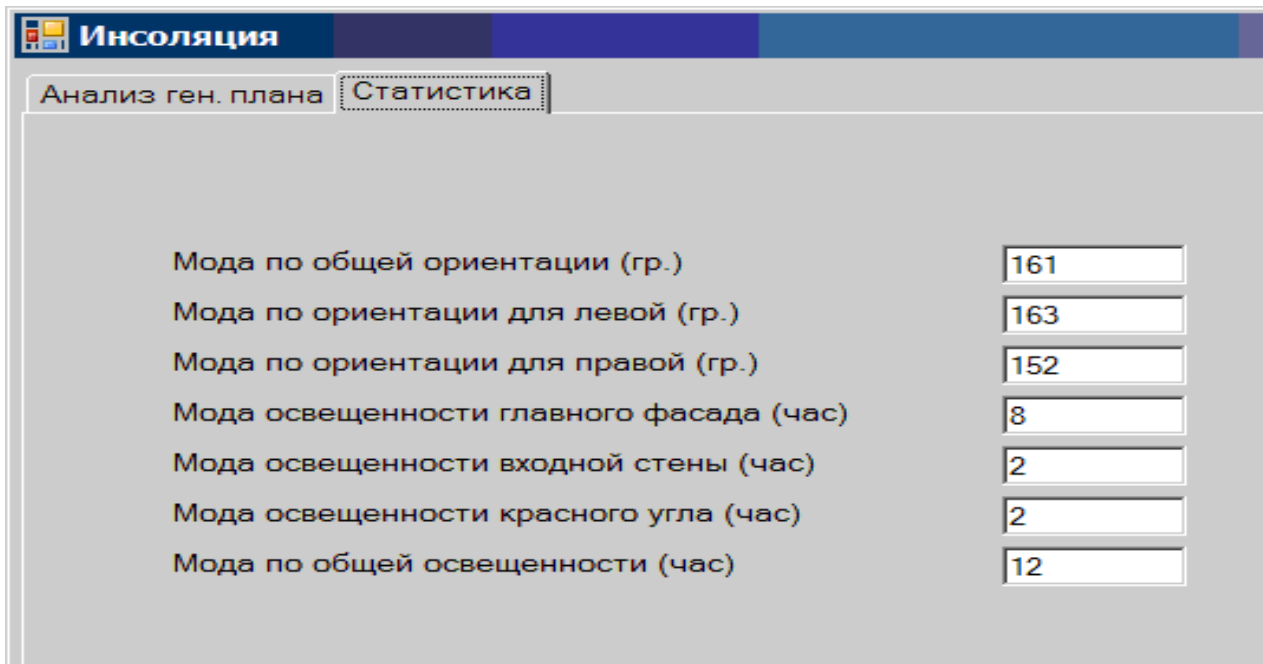 Инсоляция
Анализ ген. плана Статистика
Мода по общей ориентации (гр.) 161
Мода по ориентации для левой (гр.) 163
Мода по ориентации для правой (гр.) 152
Мода освещенности главного фасада (час) 8
Мода освещенности входной стены (час) 2
Мода освещенности красного угла (час) 2
Мода по общей освещенности (час) 12